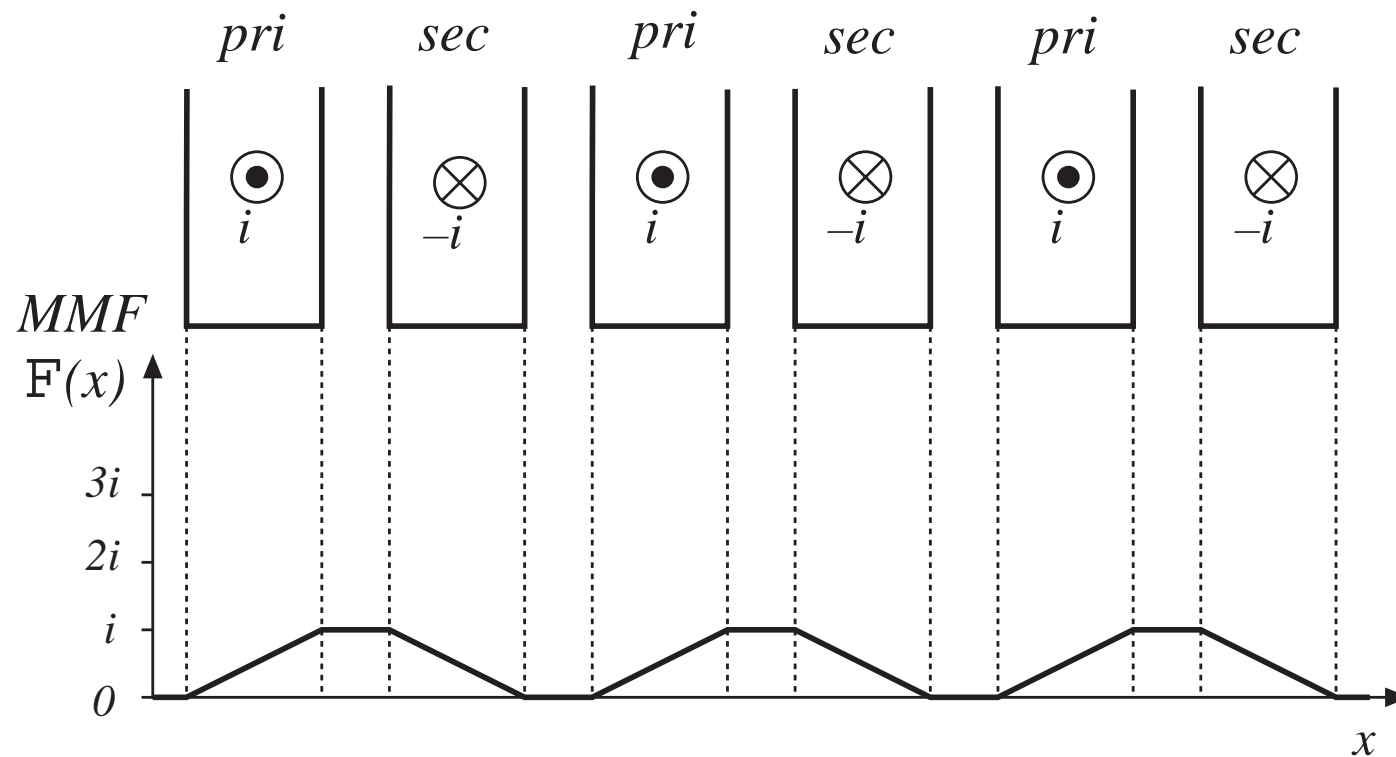 pri sec pri sec pri sec
i –i i –i i –i
MMF
F(x)
3i
2i
i
0
x